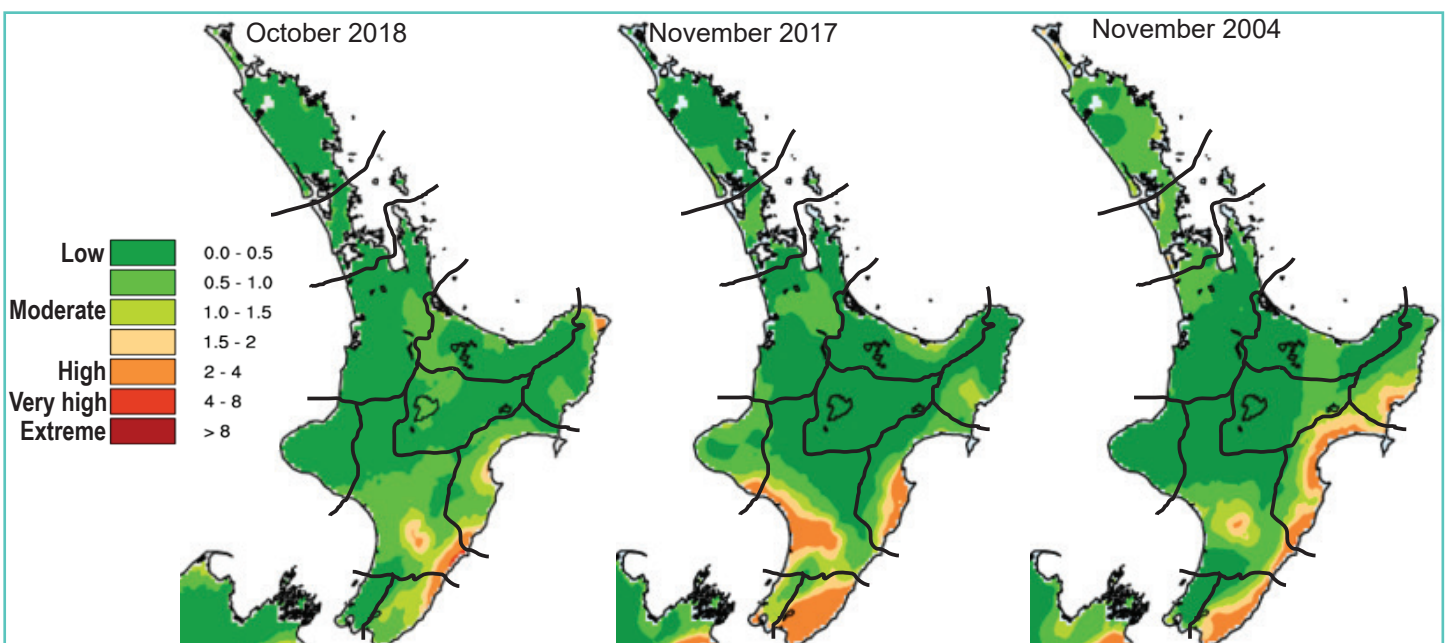 October 2018
November 2017
November 2004
Low 0.0 - 0.5
0.5 - 1.0
Moderate 1.0 - 1.5
1.5 - 2
High 2 - 4
Very high 4 - 8
Extreme > 8